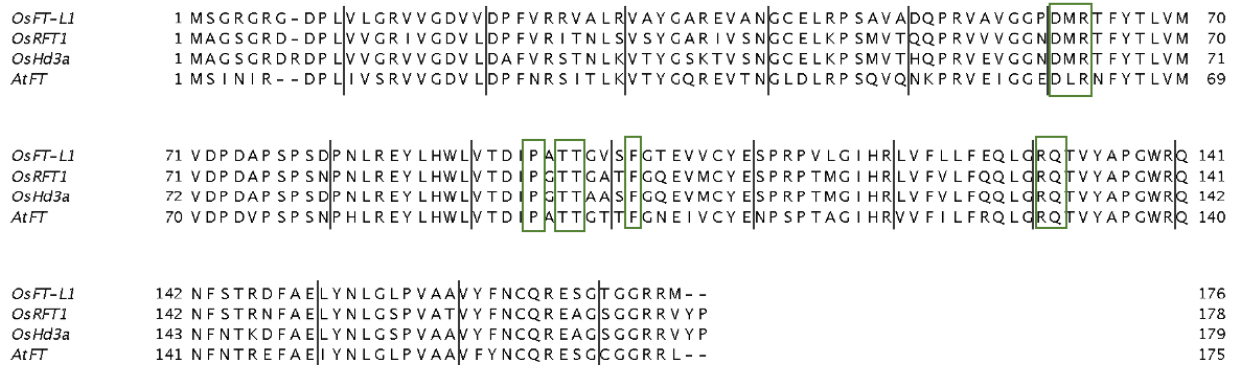 OsFT-L1 1 MSGRGRG-DPLVLGRVVGDVVDPFVRRVALRVAYGAREVANGCELRPSAVADQPRVAVGGPDMRTFYTLVM 70
OsRFT1 1 MAGSGRD-DPLVVGRIVGDVLDPFVRITNLSVSYGARIVSNGCELKPSMVTQQPRVVVGGNDMRTFYTLVM 70
OsHd3a 1 MAGSGRDRDPLVVGRVVGDVLDAFVRSTNLKVTYGSKTVSNGCELKPSMVTHQPRVEVGGNDMRTFYTLVM 71
AtFT 1 MSINIR--DPLIVSRVVGDVLDPFNRSITLKVTYGQREVTNGLDLRPSQVQNKPRVEIGGEDLRNFYTLVM 69
OsFT-L1 71 VDPDAPSPSDPNLREYLHWLVTDIPATTGVSFGTEVVCYESPRPVLGIHRLVFLLFEQLGRQTVYAPGWRQ 141
OsRFT1 71 VDPDAPSPSNPNLREYLHWLVTDIPGTTGATFGQEVMCYESPRPTMGIHRLVFVLFQQLGRQTVYAPGWRQ 141
OsHd3a 72 VDPDAPSPSDPNLREYLHWLVTDIPGTTAASFGQEVMCYESPRPTMGIHRLVFVLFQQLGRQTVYAPGWRQ 142
AtFT 70 VDPDVPSPSNPHLREYLHWLVTDIPATTGTTFGNEIVCYENPSPTAGIHRVVFILFRQLGRQTVYAPGWRQ 140
OsFT-L1 142 NFSTRDFAELYNLGLPVAAVYFNCQRESGTGGRRM-- 176
OsRFT1 142 NFSTRNFAELYNLGSPVATVYFNCQREAGSGGRRVYP 178
OsHd3a 143 NFNTKDFAELYNLGSPVAAVYFNCQREAGSGGRRVYP 179
AtFT 141 NFNTREFAEIYNLGLPVAAVFYNCQRESGCGGRRL-- 175